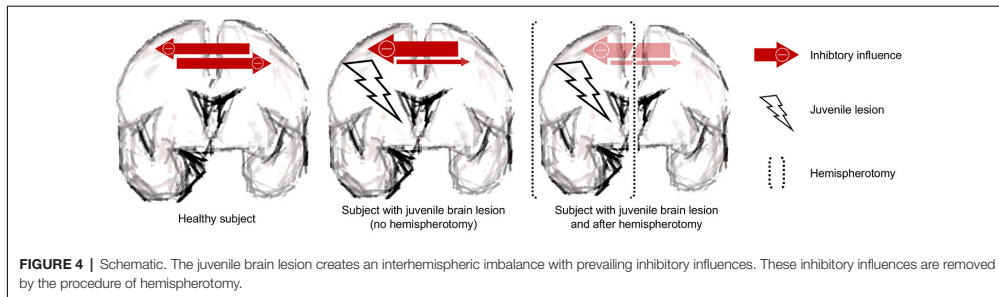 Inhibtory influence
Juvenile lesion
Hemispherotomy
Healthy subject
Subject with juvenile brain lesion
(no hemispherotomy)
Subject with juvenile brain lesion
and after hemispherotomy
FIGURE 4 | Schematic. The juvenile brain lesion creates an interhemispheric imbalance with prevailing inhibitory influences. These inhibitory influences are removed
by the procedure of hemispherotomy.